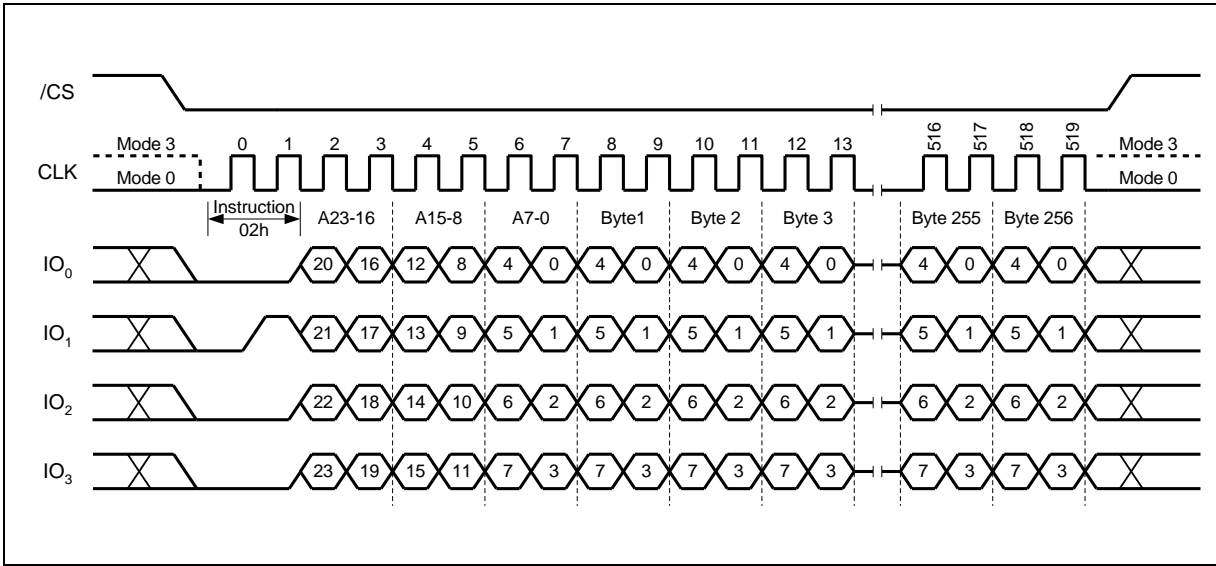 /CS
Mode 3 0 1 2 3 4 5 6 7 8 9 10 11 12 13 516 517 518 519 Mode 3
CLK
Mode 0 Mode 0
Instruction
02h
A23-16 A15-8 A7-0 Byte1 Byte 2 Byte 3 Byte 255 Byte 256
IO0 20 16 12 8 4 0 4 0 4 0 4 0 4 0 4 0
IO1 21 17 13 9 5 1 5 1 5 1 5 1 5 1 5 1
IO2 22 18 14 10 6 2 6 2 6 2 6 2 6 2 6 2
IO3 23 19 15 11 7 3 7 3 7 3 7 3 7 3 7 3